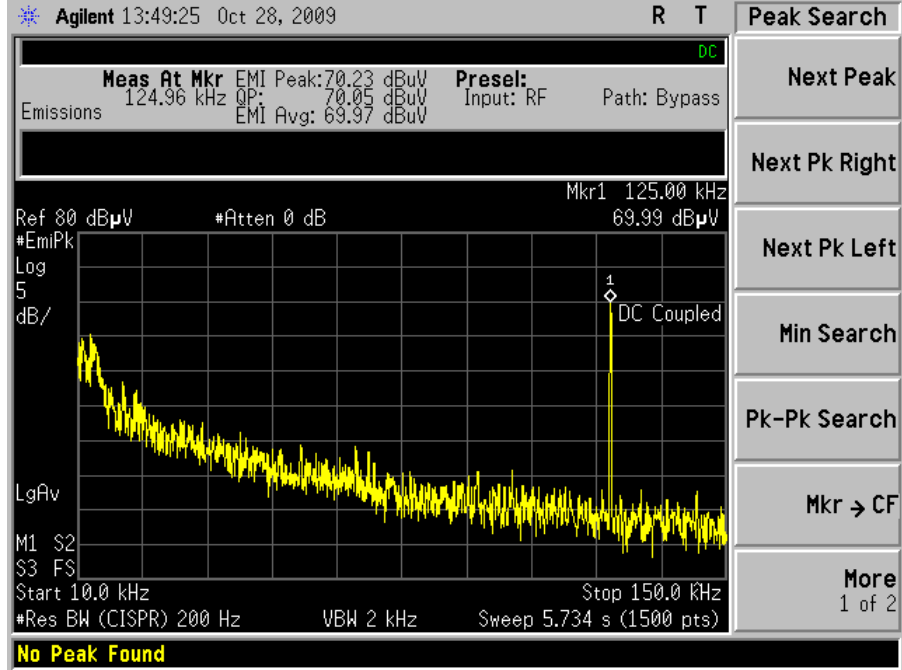 Agilent 13:49:25 Oct 28, 2009 R T
Peak Search
DC
Meas At Mkr EMI Peak:70.23 dBuV Presel:
124.96 kHz QP: 70.05 dBuV Input: RF Path: Bypass
Emissions EMI Avg: 69.97 dBuV
Mkr1 125.00 kHz
Ref 80 dBµV #Atten 0 dB 69.99 dBµV
#EmiPk
Log
5
dB/
1
DC Coupled
LgAv
M1 S2
S3 FS
Start 10.0 kHz Stop 150.0 kHz
#Res BW (CISPR) 200 Hz VBW 2 kHz Sweep 5.734 s (1500 pts)
No Peak Found
Next Peak
Next Pk Right
Next Pk Left
Min Search
Pk-Pk Search
Mkr → CF
More
1 of 2